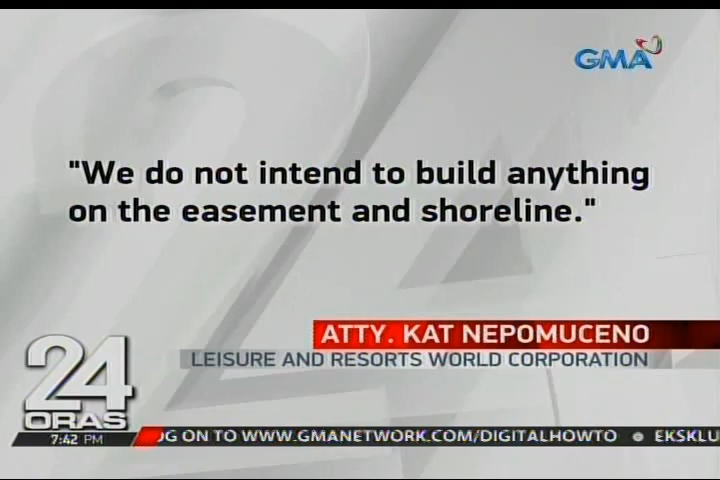 GMA
"We do not intend to build anything
on the easement and shoreline."
ATTY. KAT NEPOMUCENO
LEISURE AND RESORTS WORLD CORPORATION
24
ORAS
7:42 PM
OG ON TO WWW.GMANETWORK.COM/DIGITALHOWTO EKSKLU